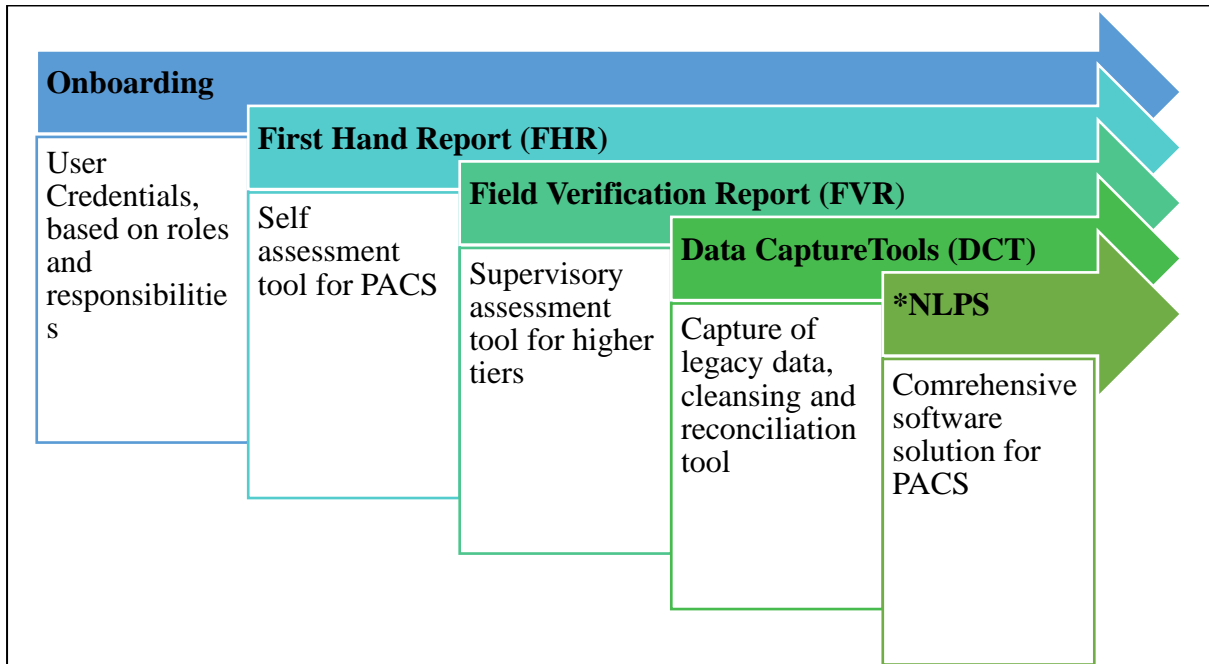 Onboarding
User
Credentials,
based on roles
and
responsibilitie
s
First Hand Report (FHR)
Self
assessment
tool for PACS
Field Verification Report (FVR)
Supervisory
assessment
tool for higher
tiers
Data CaptureTools (DCT)
Capture of
legacy data,
cleansing and
reconciliation
tool
*NLPS
Comrehensive
software
solution for
PACS